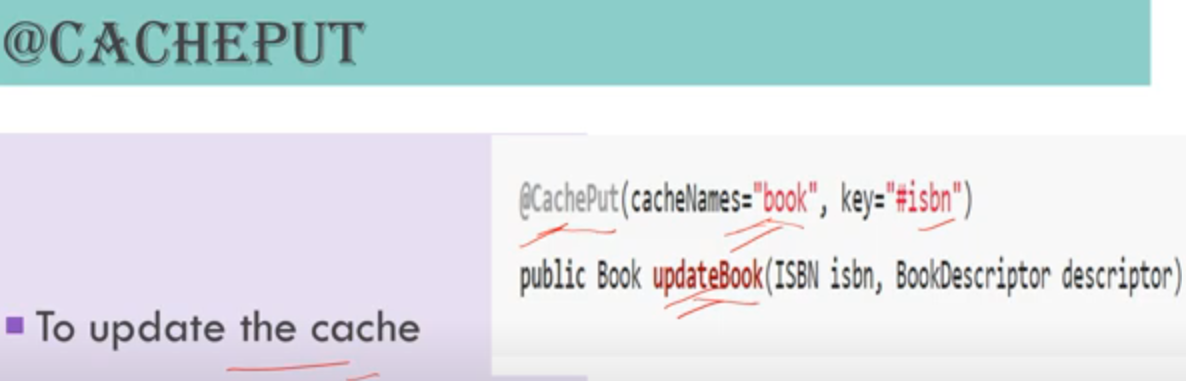 @CACHEPUT
@CachePut(cacheNames="book", key="#isbn")
public Book updateBook(ISBN isbn, BookDescriptor descriptor)
To update the cache